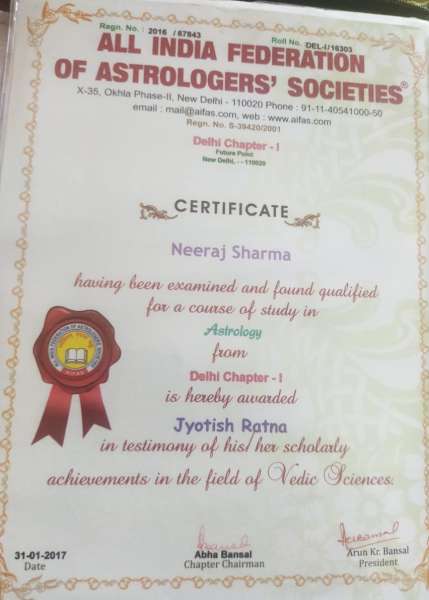 Regn. No. : 2016 / 67843
Roll No. DEL-I/16303
ALL INDIA FEDERATION
OF ASTROLOGERS' SOCIETIES®
X-35, Okhla Phase-II, New Delhi - 110020 Phone : 91-11-40541000-50
email : mail@aifas.com, web : www.aifas.com
Regn. No. S-39420/2001
Delhi Chapter - I
Future Point
New Delhi, - - 110020
CERTIFICATE
Neeraj Sharma
having been examined and found qualified
for a course of study in
Astrology
from
Delhi Chapter - I
is hereby awarded
Jyotish Ratna
in testimony of his/her scholarly
achievements in the field of Vedic Sciences.
31-01-2017
Date
Abha Bansal
Chapter Chairman
Arun Kr. Bansal
President